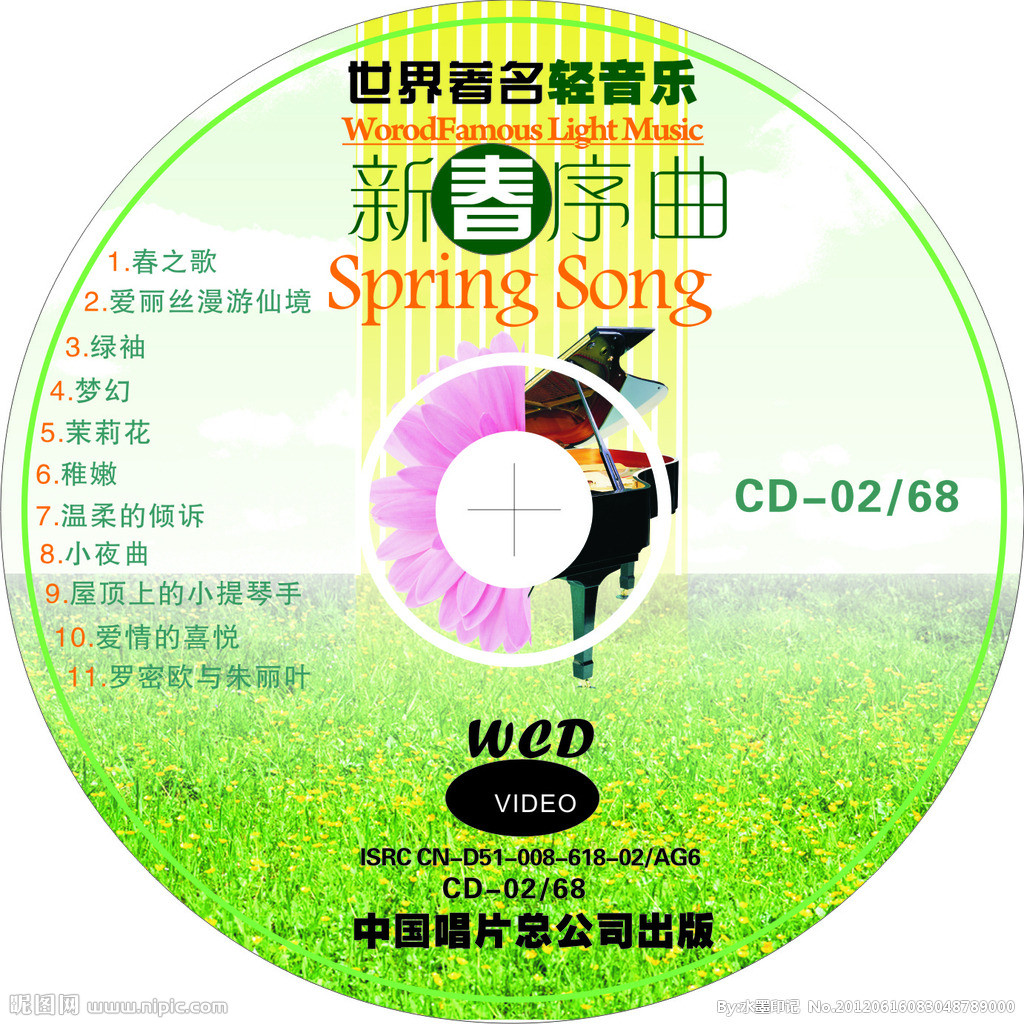 世界著名轻音乐
WorodFamous Light Music
新春序曲
Spring Song
1.春之歌
2.爱丽丝漫游仙境
3.绿袖
4.梦幻
5.茉莉花
6.稚嫩
7.温柔的倾诉
8.小夜曲
9.屋顶上的小提琴手
10.爱情的喜悦
11.罗密欧与朱丽叶
CD-02/68
WCD
VIDEO
ISRC CN-D51-008-618-02/AG6
CD-02/68
中国唱片总公司出版
昵图网 www.nipic.com
By:水墨印记 No.20120616083048789000